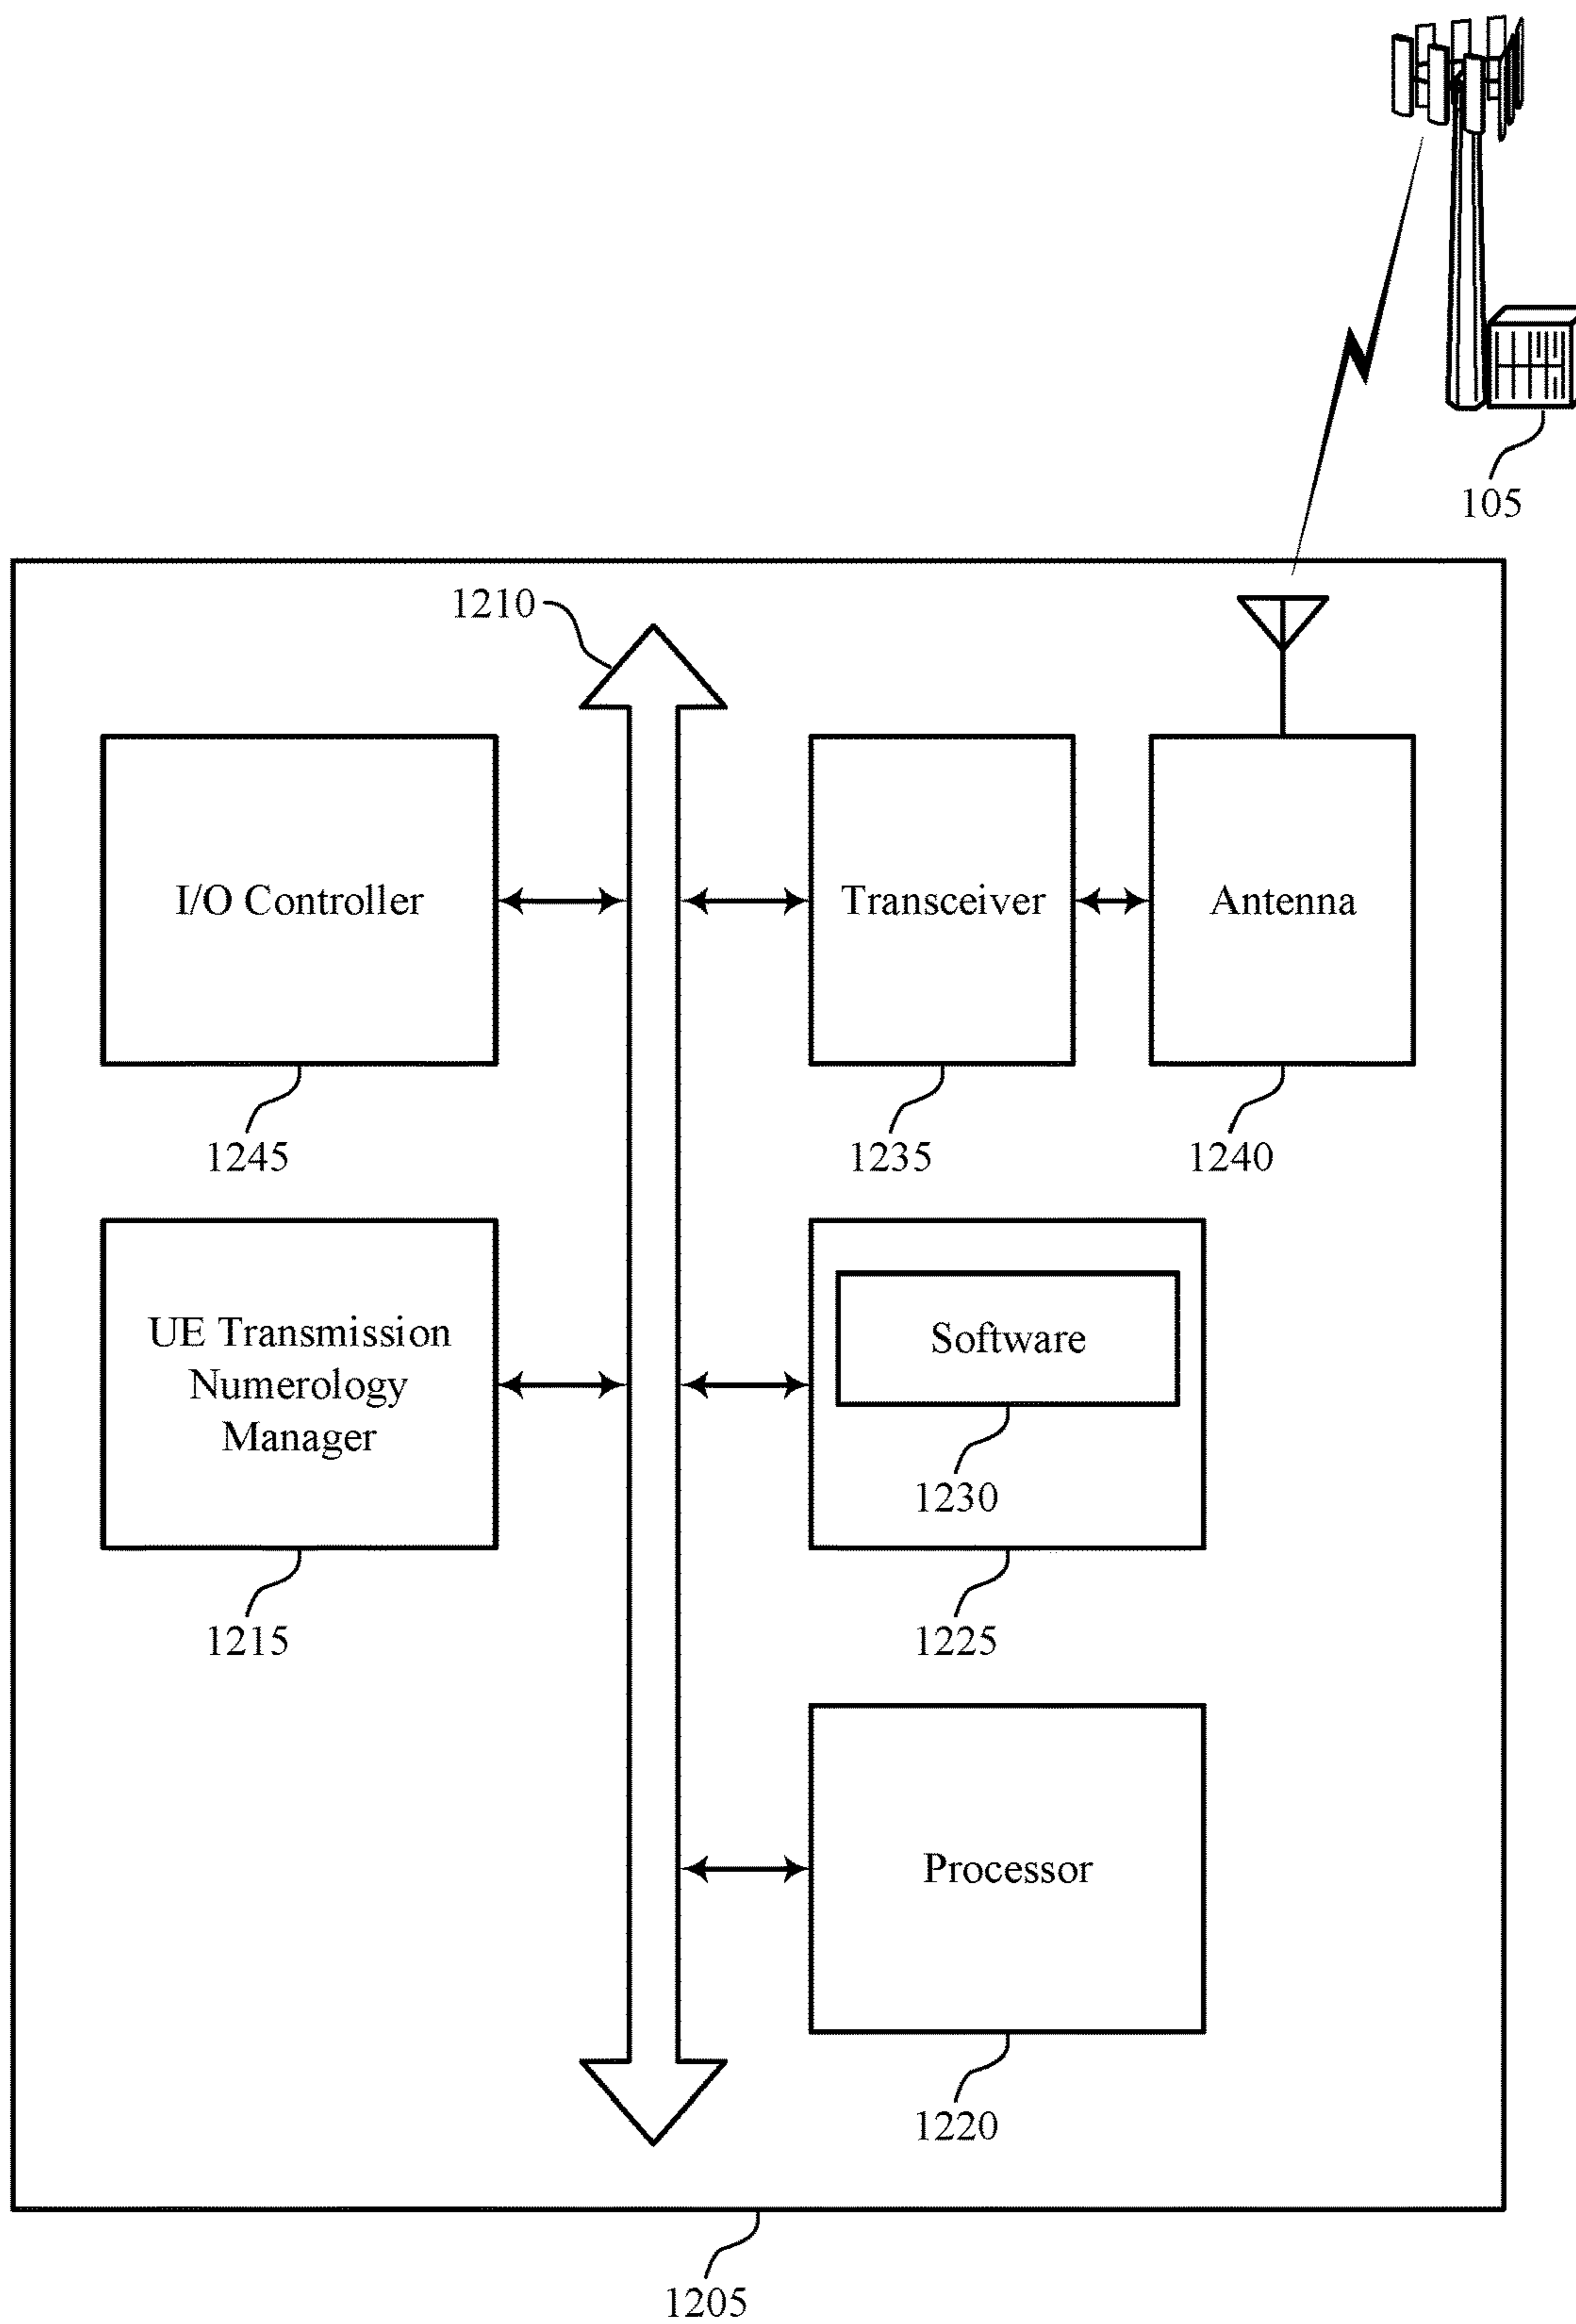 105
1210
I/O Controller
Transceiver
Antenna
1245
1235
1240
UE Transmission
Numerology
Manager
Software
1230
1215
1225
Processor
1220
1205